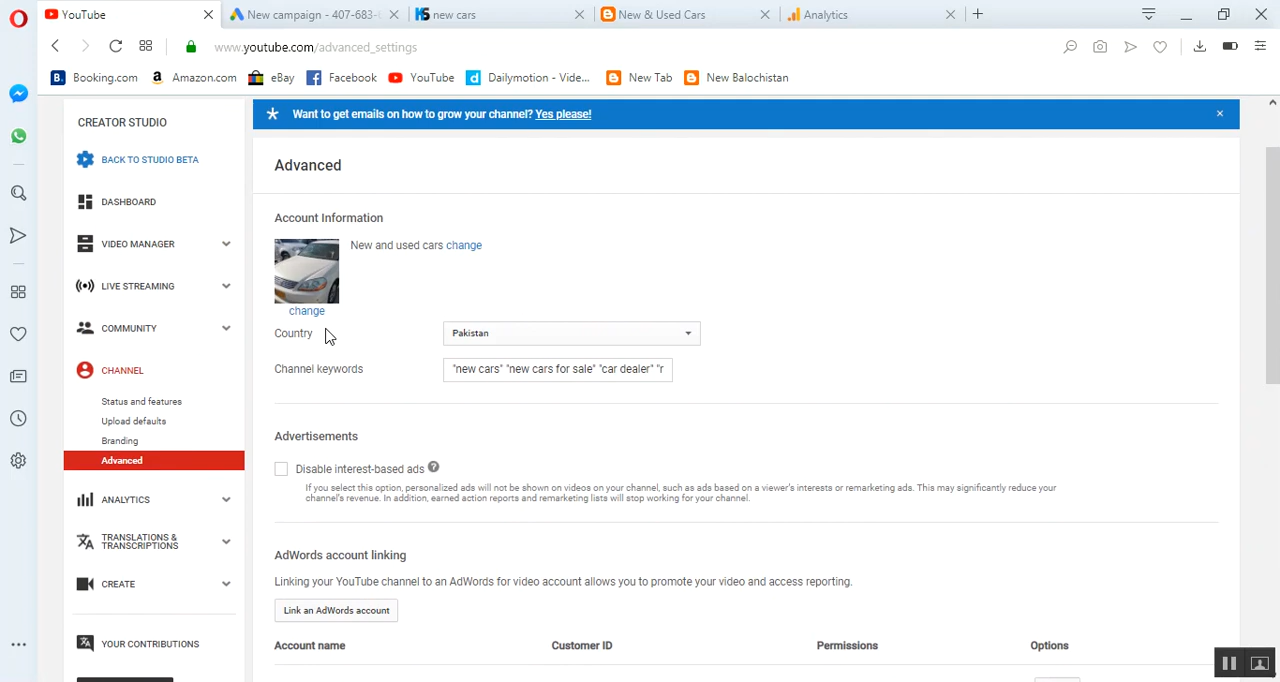 YouTube
New campaign - 407-683-
new cars
New & Used Cars
Analytics
www.youtube.com/advanced_settings
Booking.com
Amazon.com
eBay
Facebook
YouTube
Dailymotion - Vide...
New Tab
New Balochistan
CREATOR STUDIO
BACK TO STUDIO BETA
DASHBOARD
VIDEO MANAGER
LIVE STREAMING
COMMUNITY
CHANNEL
Status and features
Upload defaults
Branding
Advanced
ANALYTICS
TRANSLATIONS &
TRANSCRIPTIONS
CREATE
YOUR CONTRIBUTIONS
Want to get emails on how to grow your channel? Yes please!
Advanced
Account Information
New and used cars change
change
Country
Pakistan
Channel keywords
"new cars" "new cars for sale" "car dealer" "r
Advertisements
Disable interest-based ads
If you select this option, personalized ads will not be shown on videos on your channel, such as ads based on a viewer's interests or remarketing ads. This may significantly reduce your
channel's revenue. In addition, earned action reports and remarketing lists will stop working for your channel.
AdWords account linking
Linking your YouTube channel to an AdWords for video account allows you to promote your video and access reporting.
Link an AdWords account
Account name
Customer ID
Permissions
Options